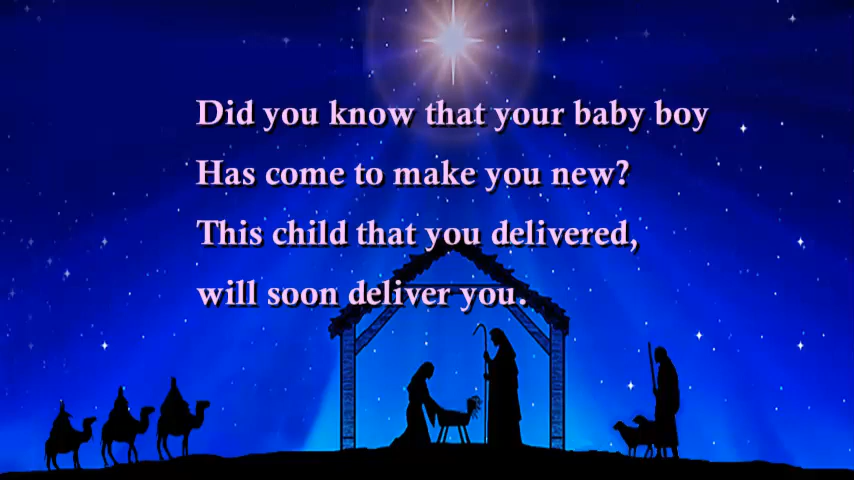 Did you know that your baby boy
Has come to make you new?
This child that you delivered,
will soon deliver you.